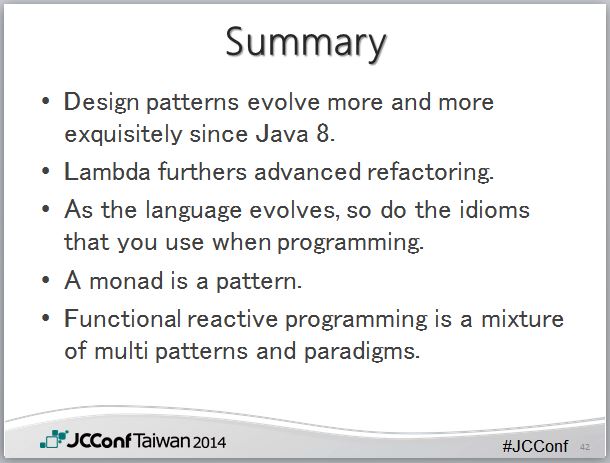 Summary
• Design patterns evolve more and more
exquisitely since Java 8.
• Lambda furthers advanced refactoring.
• As the language evolves, so do the idioms
that you use when programming.
• A monad is a pattern.
• Functional reactive programming is a mixture
of multi patterns and paradigms.
JCConf Taiwan 2014
#JCConf 42